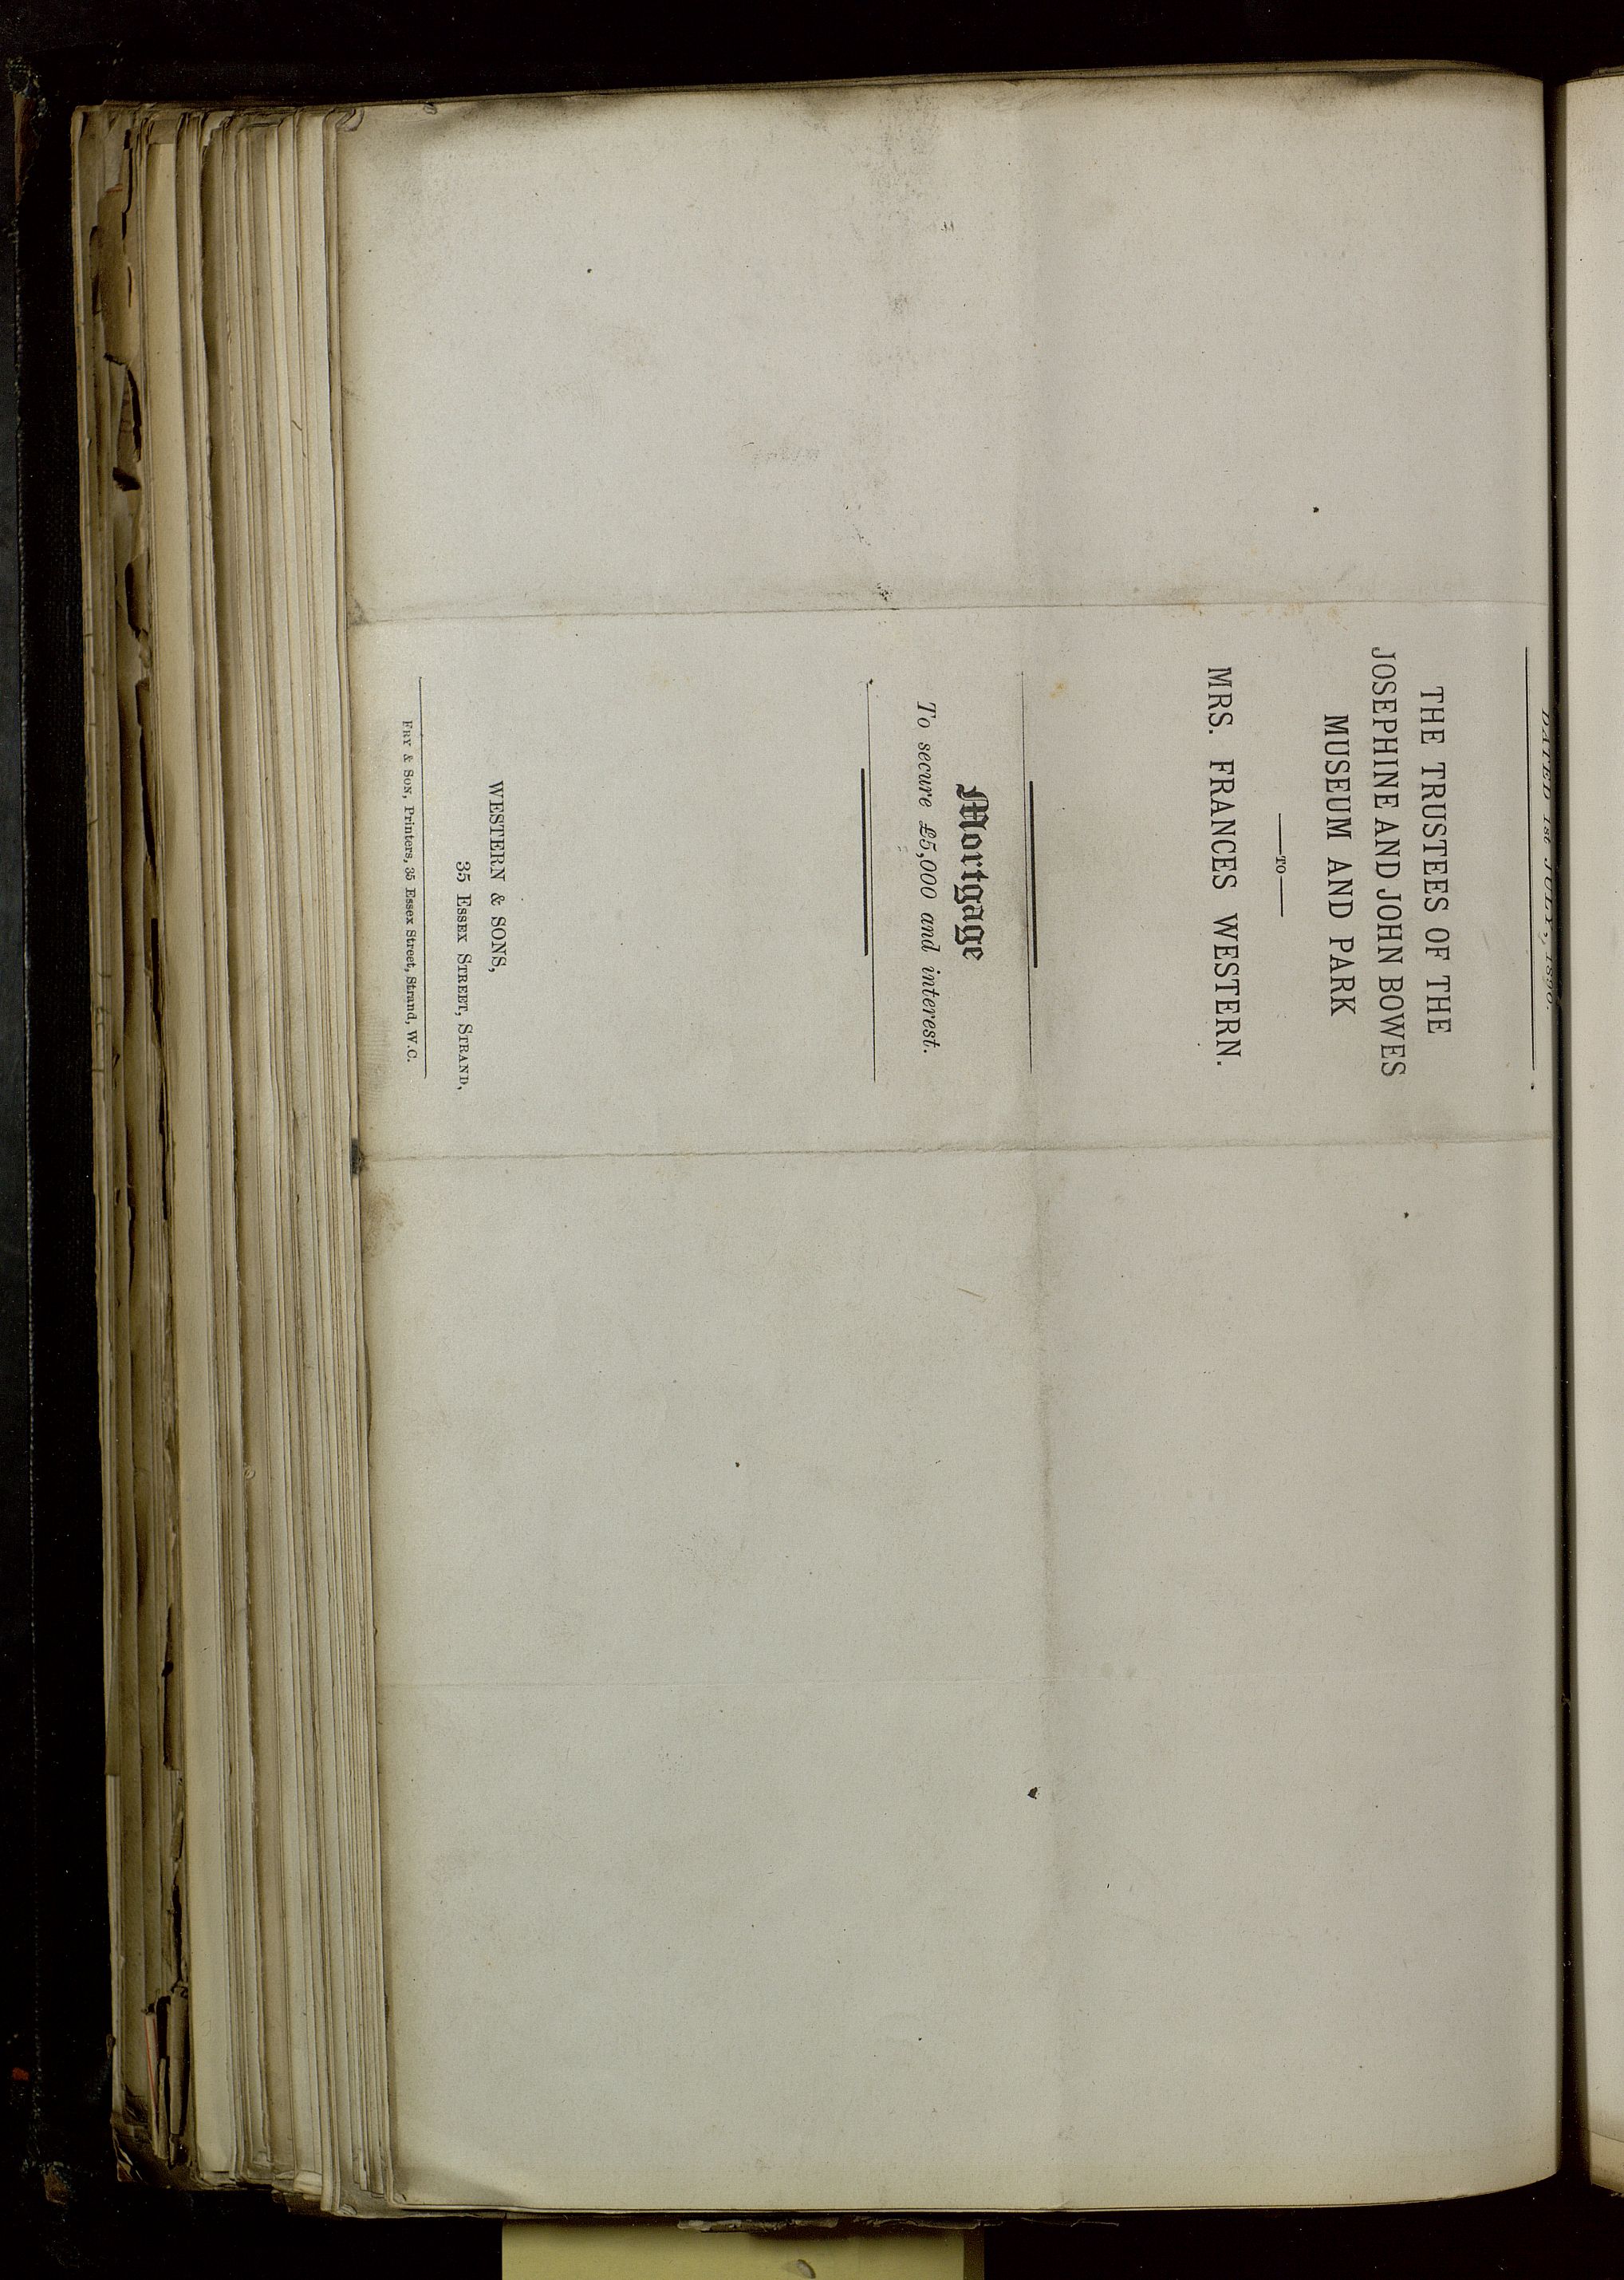 DATED 1st JULY, 1890.
THE TRUSTEES OF THE
JOSEPHINE AND JOHN BOWES
MUSEUM AND PARK
—TO—
MRS. FRANCES WESTERN.
Mortgage
To secure £5,000 and interest.
WESTERN & SONS,
35 ESSEX STREET, STRAND,
FRY & SON, Printers, 35 Essex Street, Strand, W.C.